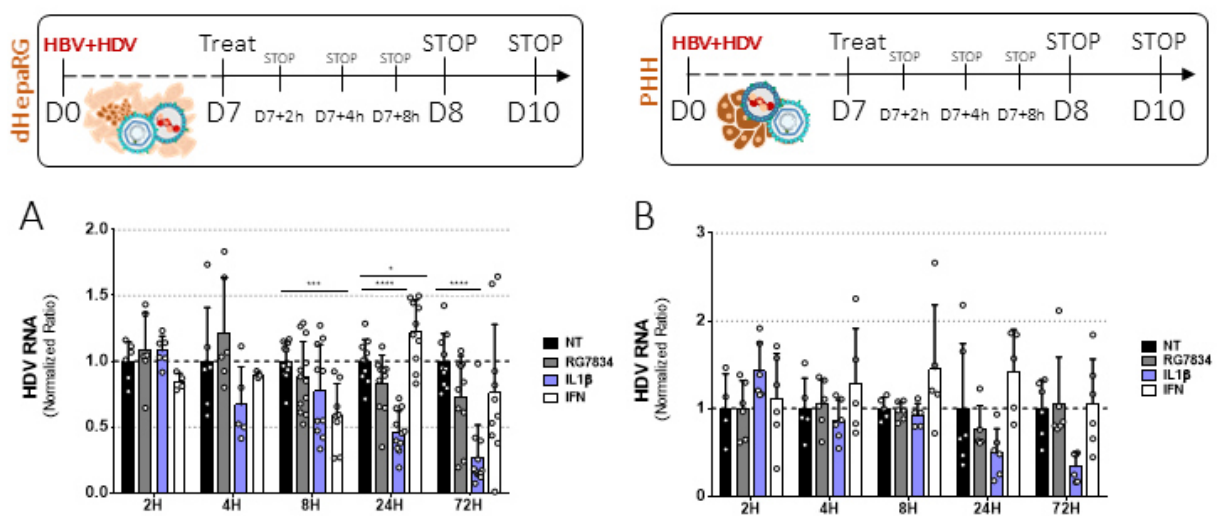 dHepaRG
HBV+HDV
Treat
STOP
STOP
STOP
STOP
STOP
D0
D7
D7+2h
D7+4h
D7+8h
D8
D10
PHH
HBV+HDV
Treat
STOP
STOP
STOP
STOP
STOP
D0
D7
D7+2h
D7+4h
D7+8h
D8
D10
A
HDV RNA
(Normalized Ratio)
2.0
1.5
1.0
0.5
0.0
***
*
****
****
2H
4H
8H
24H
72H
NT
RG7834
IL1β
IFN
B
HDV RNA
(Normalized Ratio)
3
2
1
0
2H
4H
8H
24H
72H
NT
RG7834
IL1β
IFN